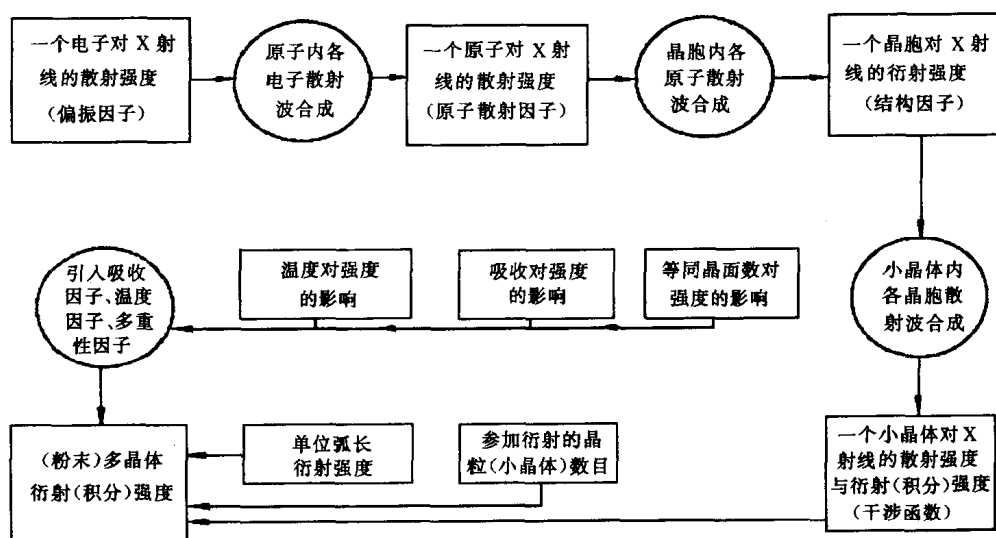 一个电子对 X 射
线的散射强度
(偏振因子)
原子内各
电子散射
波合成
一个原子对 X 射
线的散射强度
(原子散射因子)
晶胞内各
原子散射
波合成
一个晶胞对 X 射
线的衍射强度
(结构因子)
引入吸收
因子、温度
因子、多重
性因子
温度对强度
的影响
吸收对强度
的影响
等同晶面数对
强度的影响
小晶体内
各晶胞散
射波合成
(粉末)多晶体
衍射(积分)强度
单位弧长
衍射强度
参加衍射的晶
粒(小晶体)数目
一个小晶体对 X
射线的散射强度
与衍射(积分)强度
(干涉函数)